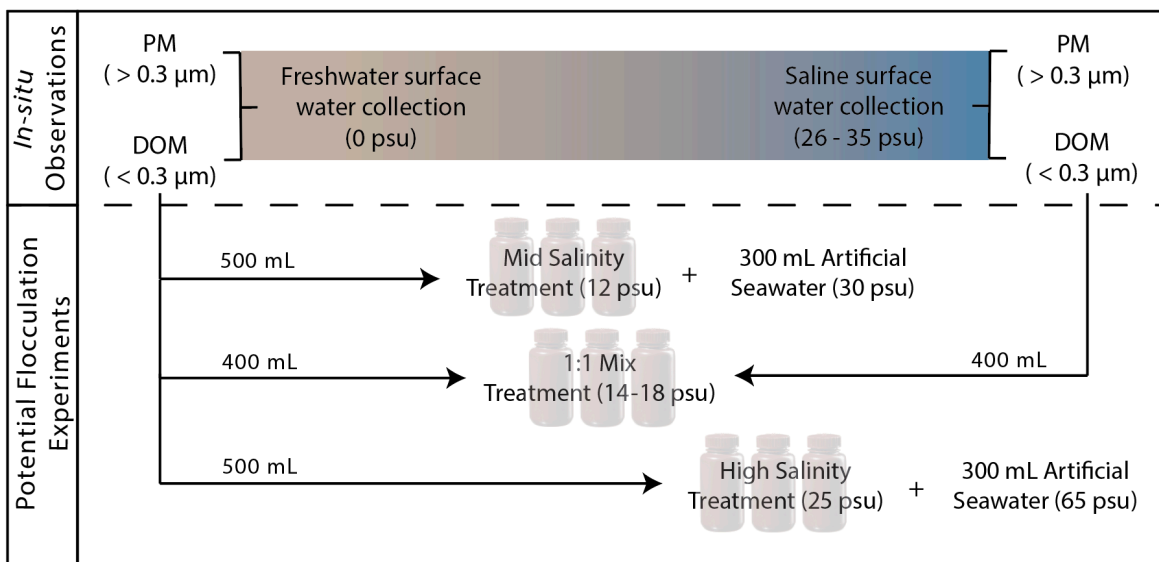 In-situ
Observations
PM
( > 0.3 µm)
DOM
( < 0.3 µm)
Freshwater surface
water collection
(0 psu)
Saline surface
water collection
(26 - 35 psu)
PM
( > 0.3 µm)
DOM
( < 0.3 µm)
Potential Flocculation
Experiments
500 mL
Mid Salinity
Treatment (12 psu)
+
300 mL Artificial
Seawater (30 psu)
400 mL
1:1 Mix
Treatment (14-18 psu)
400 mL
500 mL
High Salinity
Treatment (25 psu)
+
300 mL Artificial
Seawater (65 psu)